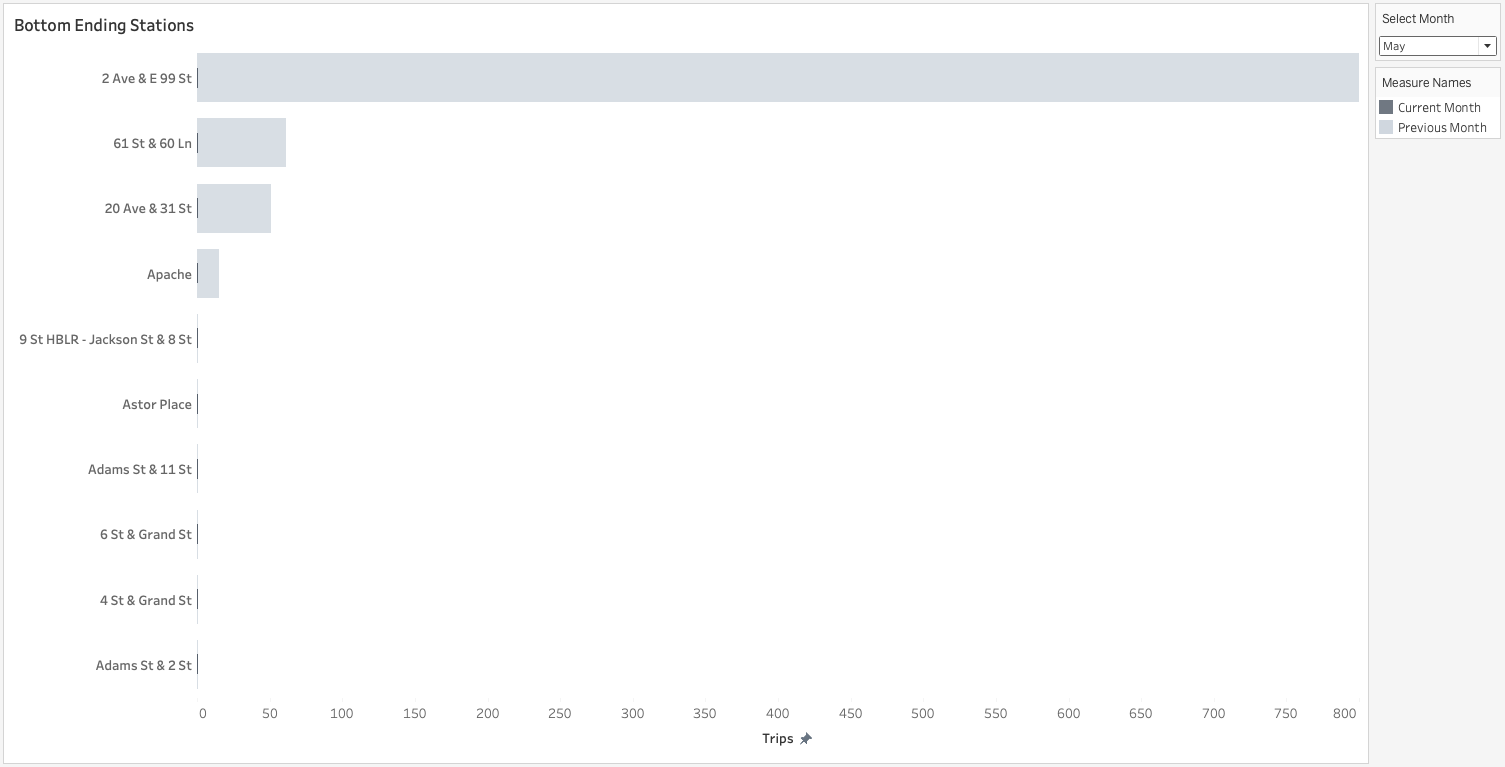 Bottom Ending Stations
2 Ave & E 99 St
61 St & 60 Ln
20 Ave & 31 St
Apache
9 St HBLR - Jackson St & 8 St
Astor Place
Adams St & 11 St
6 St & Grand St
4 St & Grand St
Adams St & 2 St
0 50 100 150 200 250 300 350 400 450 500 550 600 650 700 750 800
Trips
Select Month
May
Measure Names
Current Month
Previous Month